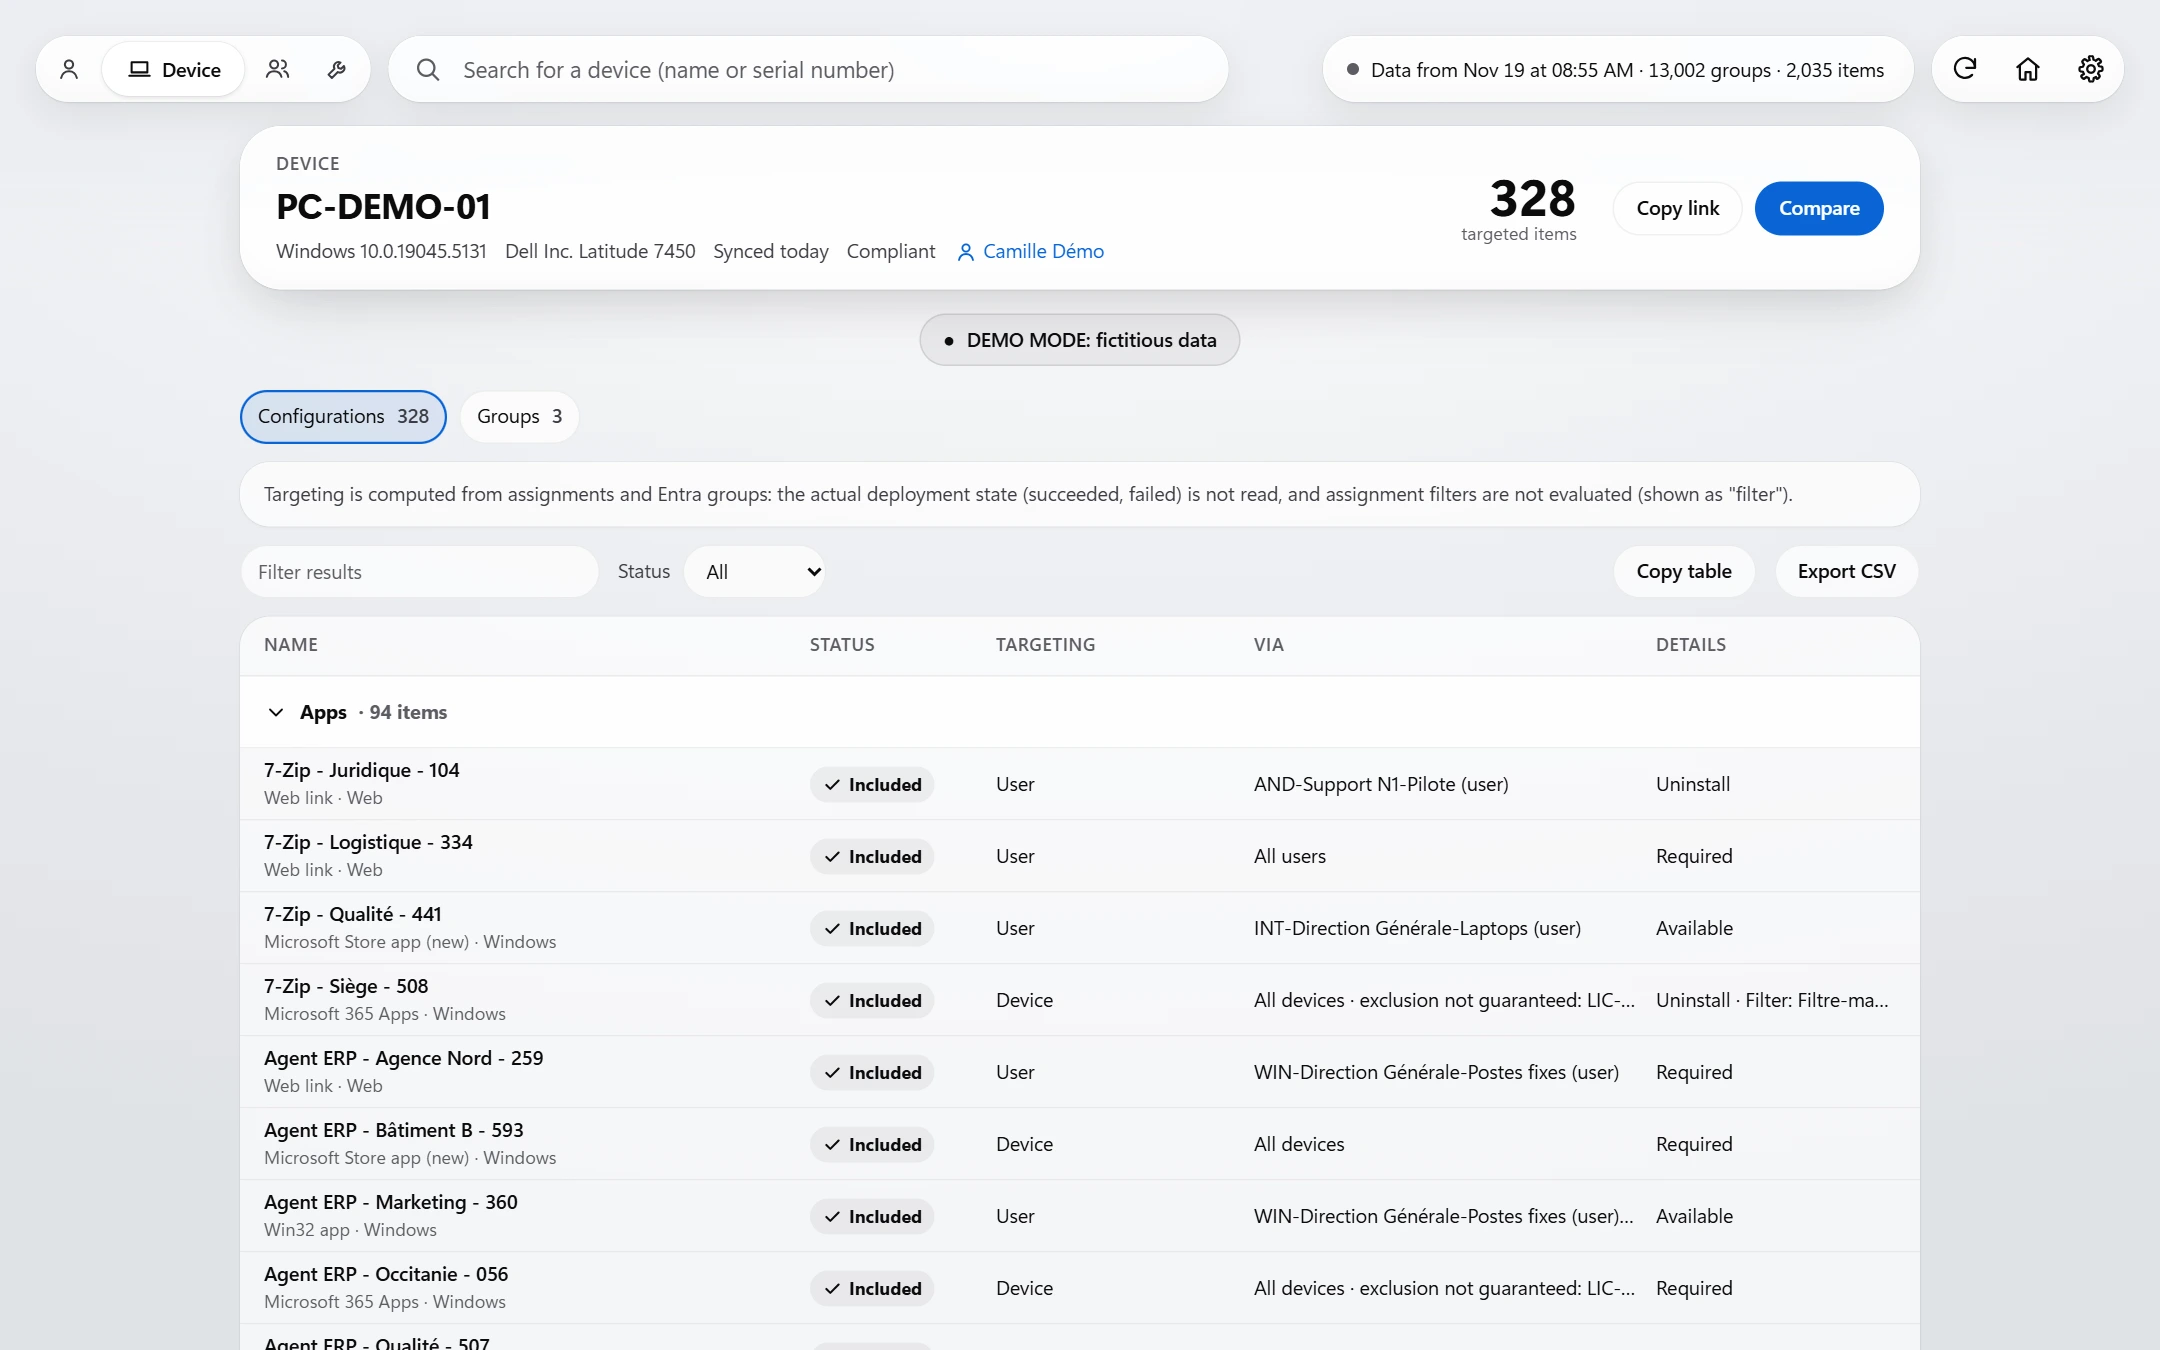 Device
Search for a device (name or serial number)
Data from Nov 19 at 08:55 AM · 13,002 groups · 2,035 items
DEVICE
PC-DEMO-01
Windows 10.0.19045.5131 Dell Inc. Latitude 7450 Synced today Compliant Camille Démo
328
targeted items
Copy link
Compare
DEMO MODE: fictitious data
Configurations 328
Groups 3
Targeting is computed from assignments and Entra groups: the actual deployment state (succeeded, failed) is not read, and assignment filters are not evaluated (shown as "filter").
Filter results
Status
All
Copy table
Export CSV
NAME STATUS TARGETING VIA DETAILS
Apps · 94 items
7-Zip - Juridique - 104
Web link · Web
Included User AND-Support N1-Pilote (user) Uninstall
7-Zip - Logistique - 334
Web link · Web
Included User All users Required
7-Zip - Qualité - 441
Microsoft Store app (new) · Windows
Included User INT-Direction Générale-Laptops (user) Available
7-Zip - Siège - 508
Microsoft 365 Apps · Windows
Included Device All devices · exclusion not guaranteed: LIC-... Uninstall · Filter: Filtre-ma...
Agent ERP - Agence Nord - 259
Web link · Web
Included User WIN-Direction Générale-Postes fixes (user) Required
Agent ERP - Bâtiment B - 593
Microsoft Store app (new) · Windows
Included Device All devices Required
Agent ERP - Marketing - 360
Win32 app · Windows
Included User WIN-Direction Générale-Postes fixes (user)... Available
Agent ERP - Occitanie - 056
Microsoft 365 Apps · Windows
Included Device All devices · exclusion not guaranteed: LIC-... Required
Agent ERP - Qualité - 507